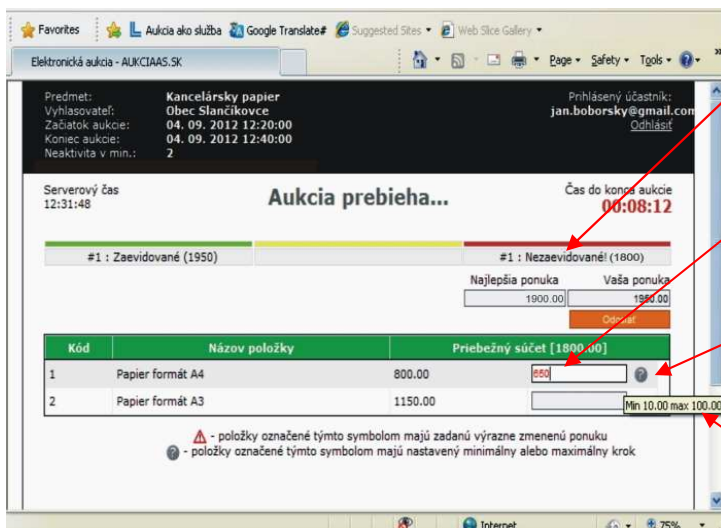 Favorites Aukcia ako služba Google Translate# Suggested Sites Web Slice Gallery
Elektronická aukcia - AUKCIAAS.SK Page Safety Tools »
Predmet: Kancelársky papier Prihlásený účastník:
Vyhlasovateľ: Obec Slančíkovce jan.boborsky@gmail.com
Začiatok aukcie: 04. 09. 2012 12:20:00 Odhlásiť
Koniec aukcie: 04. 09. 2012 12:40:00
Neaktivita v min.: 2
Serverový čas Aukcia prebieha... Čas do konca aukcie
12:31:48 00:08:12
#1 : Zaevidované (1950) #1 : Nezaevidované! (1800)
Najlepšia ponuka Vaša ponuka
1900.00 1950.00
Odoslať
Kód Názov položky Priebežný súčet [1800.00]
1 Papier formát A4 800.00 650
2 Papier formát A3 1150.00
Min 10.00 max 100.00
- položky označené týmto symbolom majú zadanú výrazne zmenenú ponuku
- položky označené týmto symbolom majú nastavený minimálny alebo maximálny krok
Internet 75%